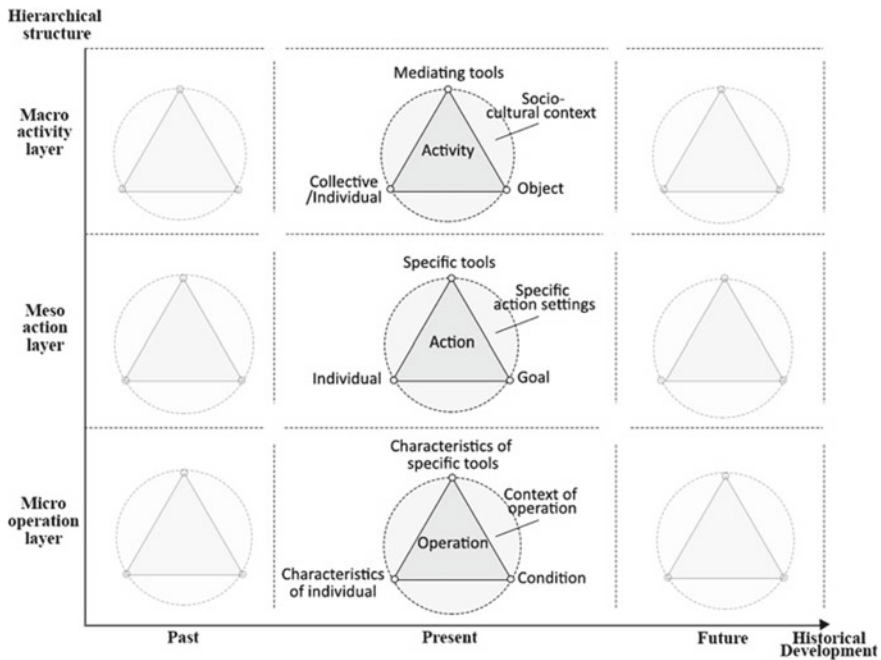 Hierarchical
structure
Macro
activity
layer
Mediating tools
Socio-
cultural context
Activity
Collective
/Individual
Object
Meso
action
layer
Specific tools
Specific
action settings
Action
Individual
Goal
Micro
operation
layer
Characteristics of
specific tools
Context of
operation
Operation
Characteristics
of individual
Condition
Past
Present
Future
Historical
Development